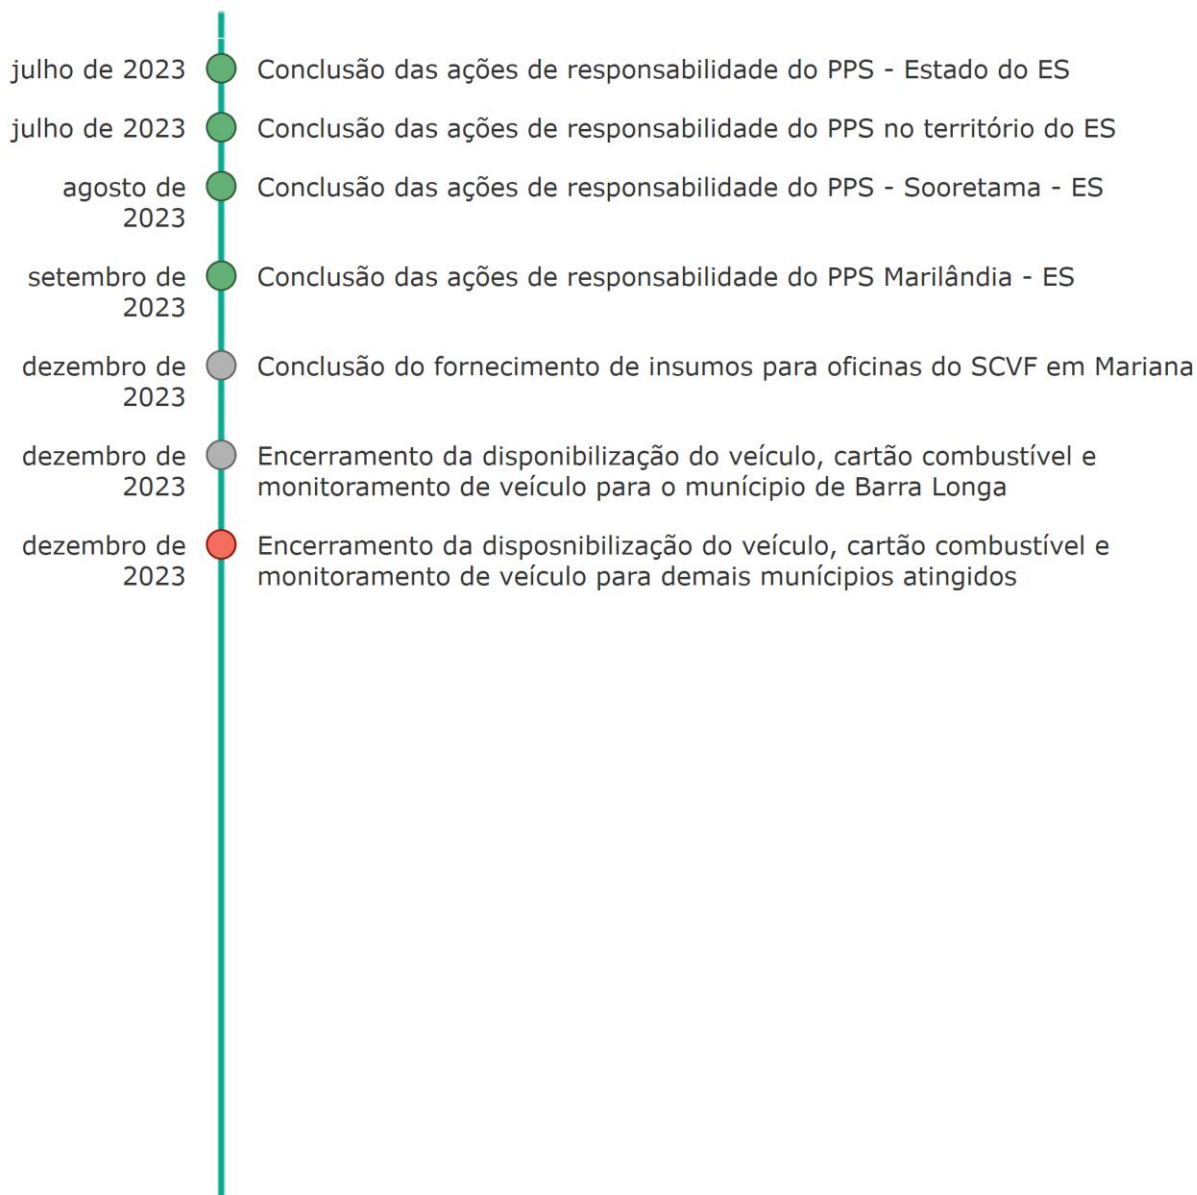 julho de 2023 Conclusão das ações de responsabilidade do PPS - Estado do ES
julho de 2023 Conclusão das ações de responsabilidade do PPS no território do ES
agosto de Conclusão das ações de responsabilidade do PPS - Sooretama - ES
2023
setembro de Conclusão das ações de responsabilidade do PPS Marilândia - ES
2023
dezembro de Conclusão do fornecimento de insumos para oficinas do SCVF em Mariana
2023
dezembro de Encerramento da disponibilização do veículo, cartão combustível e
2023 monitoramento de veículo para o munícipio de Barra Longa
dezembro de Encerramento da disposnibilização do veículo, cartão combustível e
2023 monitoramento de veículo para demais munícipios atingidos